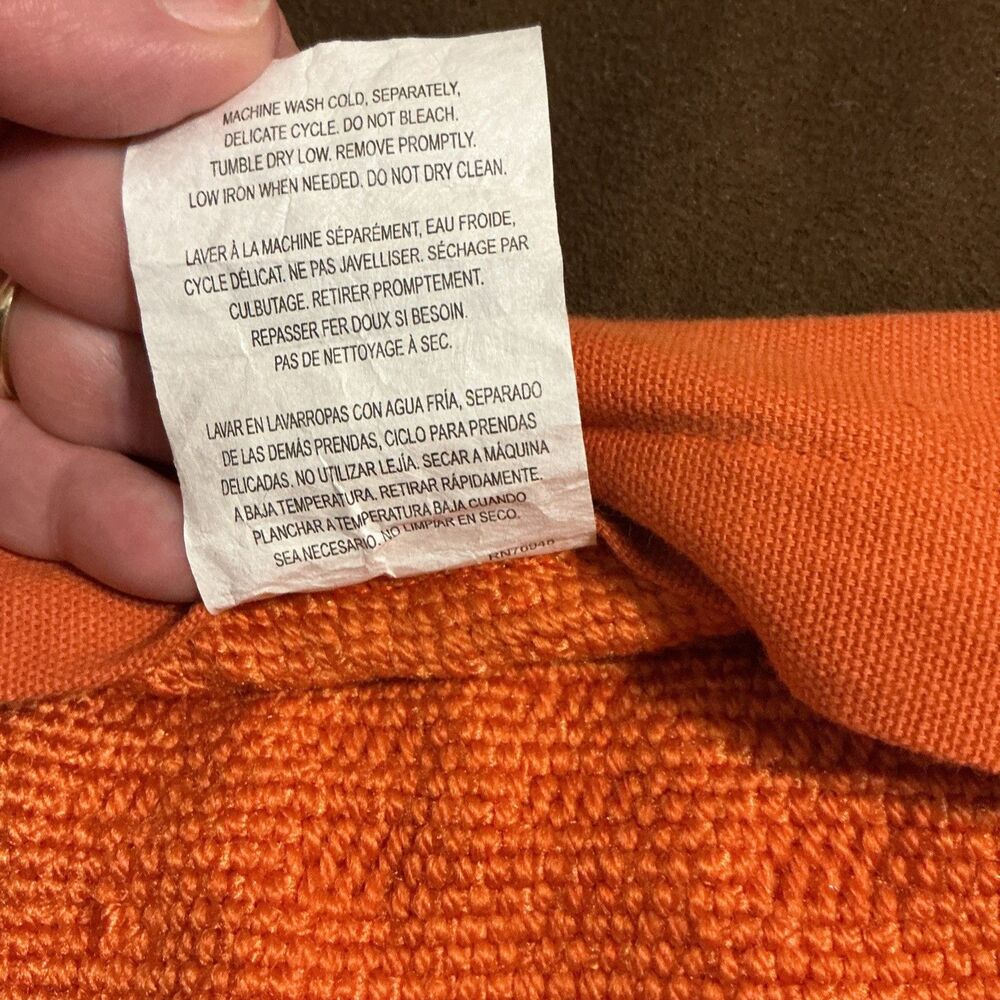 MACHINE WASH COLD, SEPARATELY,
DELICATE CYCLE. DO NOT BLEACH.
TUMBLE DRY LOW. REMOVE PROMPTLY.
LOW IRON WHEN NEEDED. DO NOT DRY CLEAN.
LAVER À LA MACHINE SÉPARÉMENT, EAU FROIDE,
CYCLE DÉLICAT. NE PAS JAVELLISER. SÉCHAGE PAR
CULBUTAGE. RETIRER PROMPTEMENT.
REPASSER FER DOUX SI BESOIN.
PAS DE NETTOYAGE À SEC.
LAVAR EN LAVARROPAS CON AGUA FRÍA, SEPARADO
DE LAS DEMÁS PRENDAS, CICLO PARA PRENDAS
DELICADAS. NO UTILIZAR LEJÍA. SECAR A MÁQUINA
A BAJA TEMPERATURA. RETIRAR RÁPIDAMENTE.
PLANCHAR A TEMPERATURA BAJA CUANDO
SEA NECESARIO. NO LIMPIAR EN SECO.